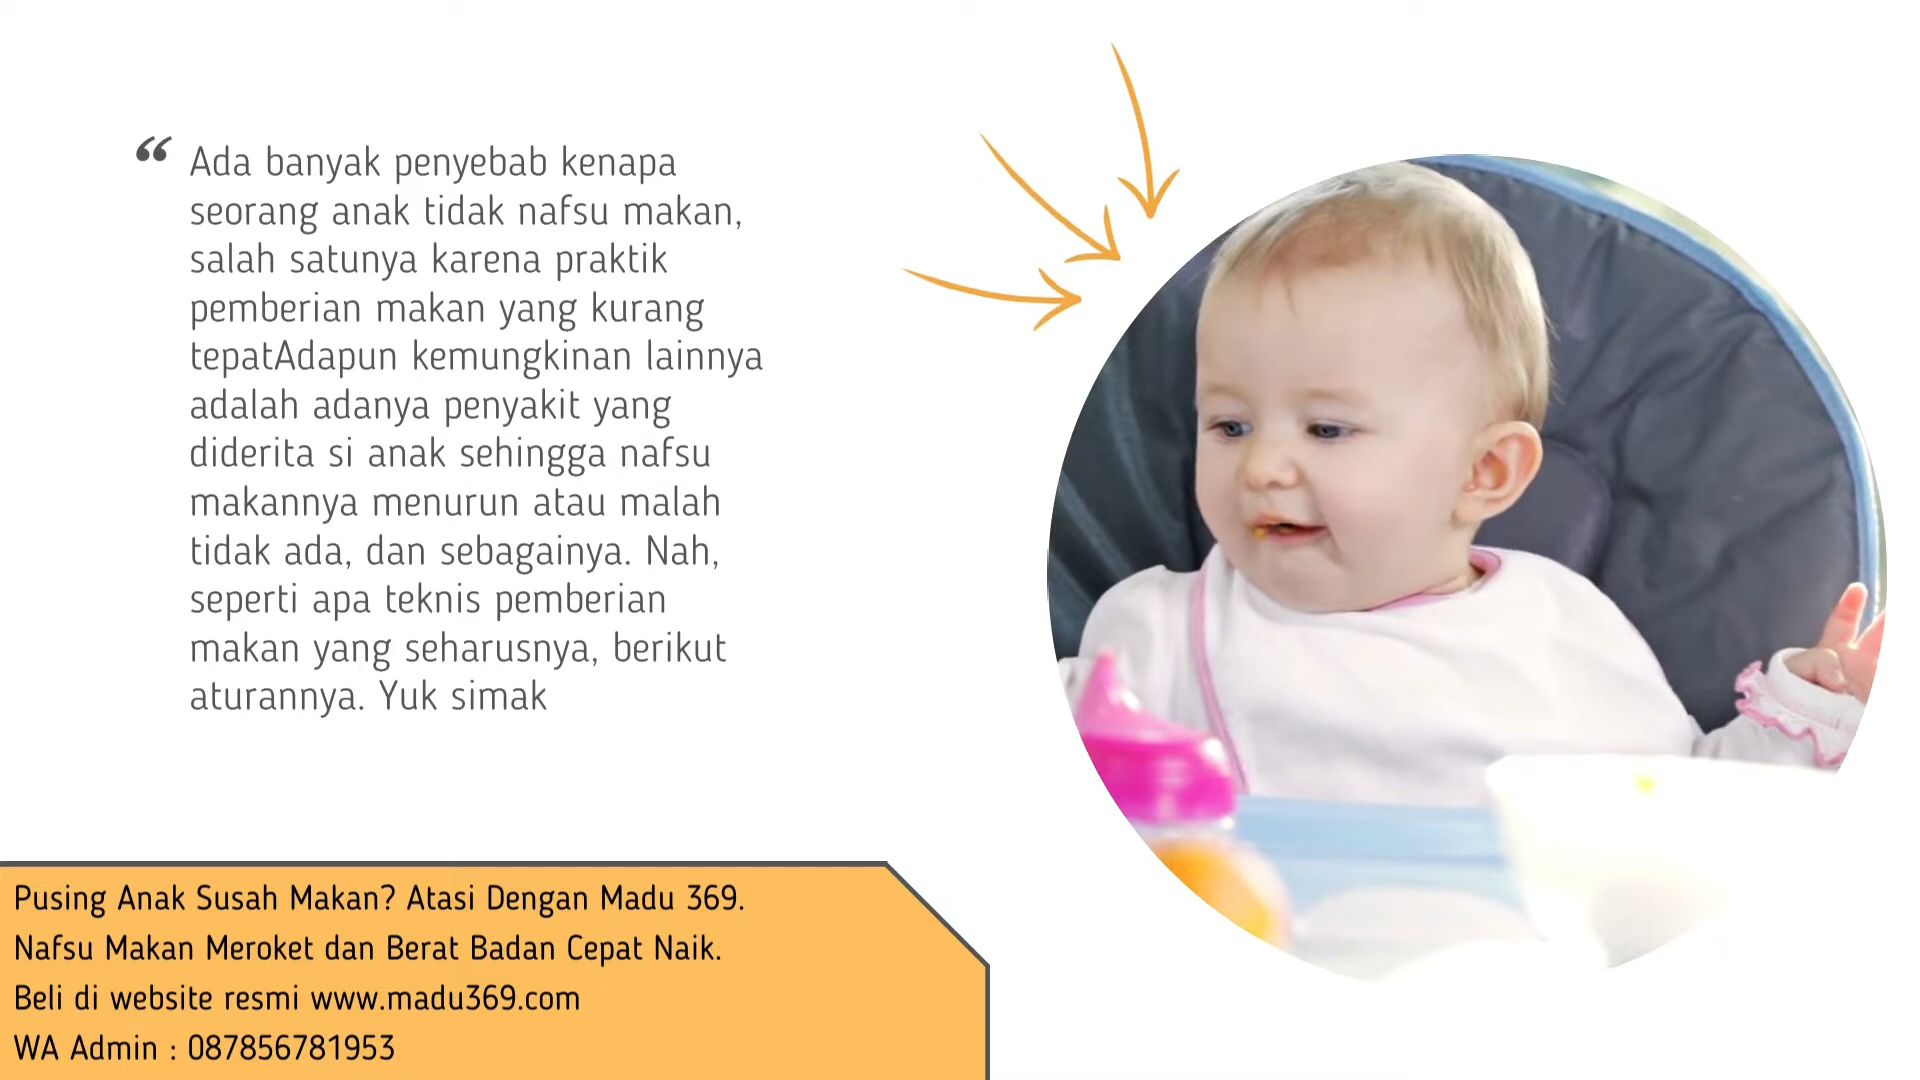 “ Ada banyak penyebab kenapa
seorang anak tidak nafsu makan,
salah satunya karena praktik
pemberian makan yang kurang
tepatAdapun kemungkinan lainnya
adalah adanya penyakit yang
diderita si anak sehingga nafsu
makannya menurun atau malah
tidak ada, dan sebagainya. Nah,
seperti apa teknis pemberian
makan yang seharusnya, berikut
aturannya. Yuk simak
Pusing Anak Susah Makan? Atasi Dengan Madu 369.
Nafsu Makan Meroket dan Berat Badan Cepat Naik.
Beli di website resmi www.madu369.com
WA Admin : 087856781953